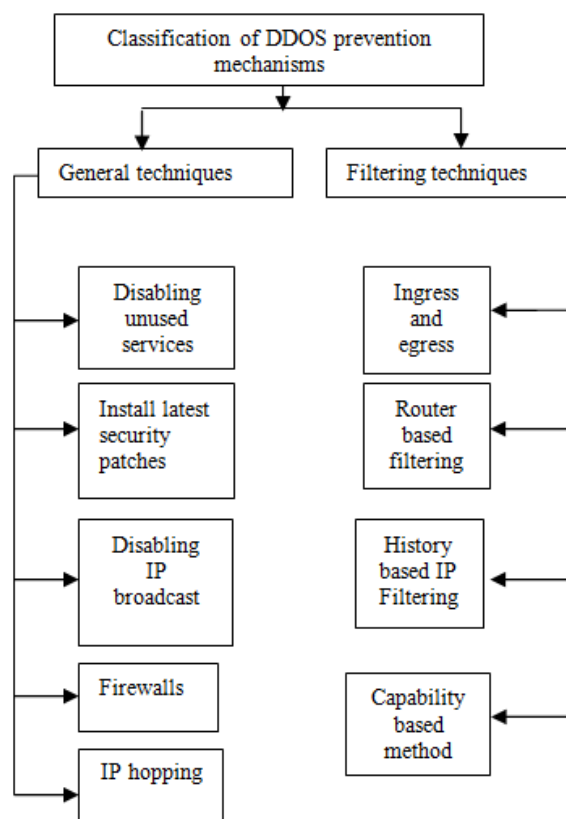 Classification of DDOS prevention
mechanisms
General techniques
Filtering techniques
Disabling
unused
services
Install latest
security
patches
Disabling
IP
broadcast
Firewalls
IP hopping
Ingress
and
egress
Router
based
filtering
History
based IP
Filtering
Capability
based
method